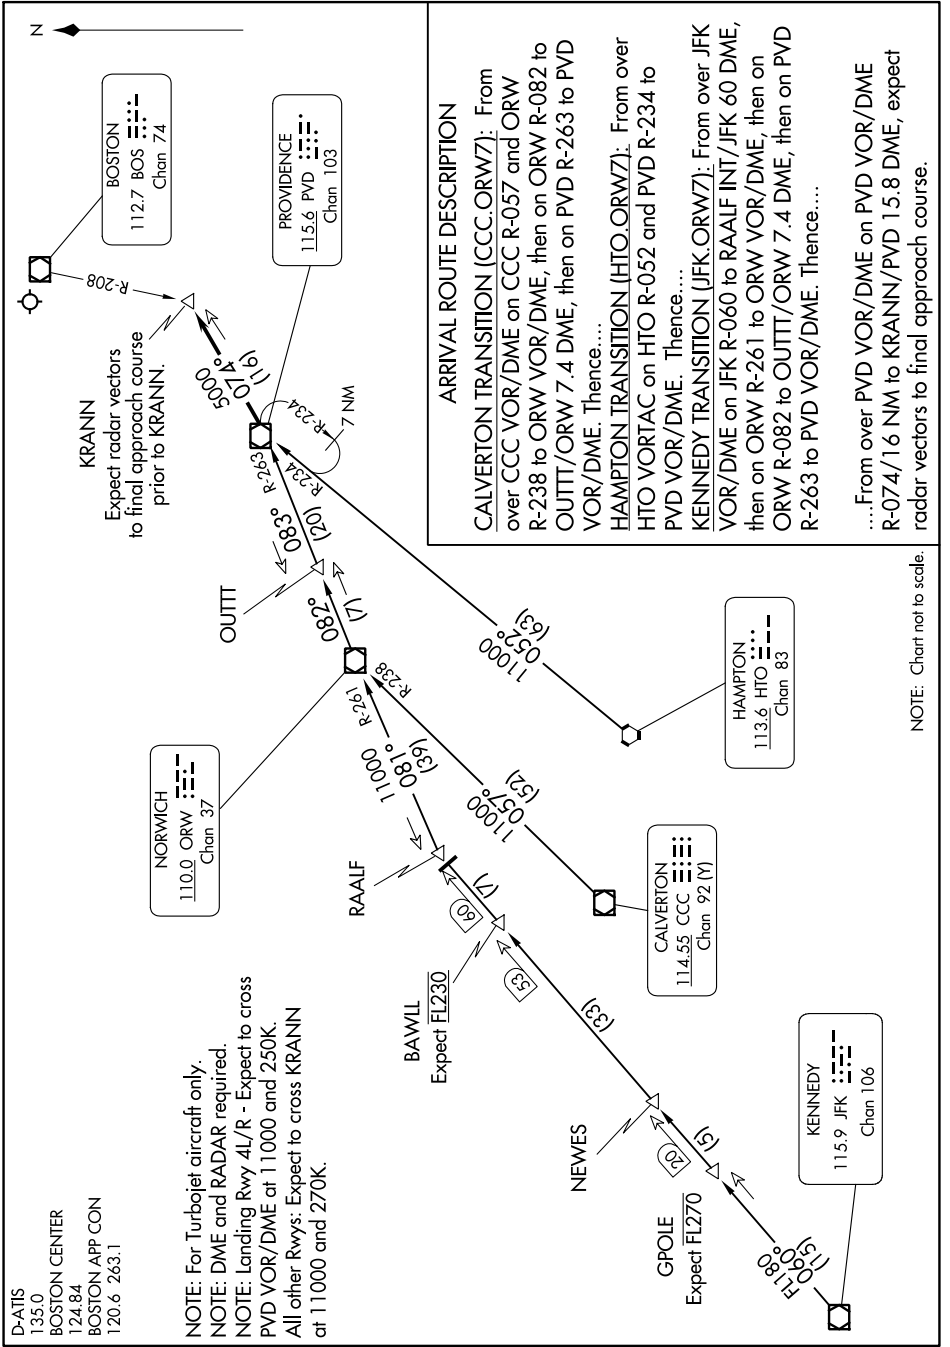 D-ATIS
135.0
BOSTON CENTER
124.84
BOSTON APP CON
120.6 263.1
NOTE: For Turbojet aircraft only.
NOTE: DME and RADAR required.
NOTE: Landing Rwy 4L/R - Expect to cross
PVD VOR/DME at 11000 and 250K.
All other Rwys: Expect to cross KRANN
at 11000 and 270K.
N
BOSTON
112.7 BOS
Chan 74
R-208
KRANN
Expect radar vectors
to final approach course
prior to KRANN.
5000
074°
(16)
PROVIDENCE
115.6 PVD
Chan 103
R-234
7 NM
R-263
R-234
083°
(20)
OUTTT
082°
(7)
NORWICH
110.0 ORW
Chan 37
R-261
R-238
11000
081°
(39)
11000
052°
(63)
11000
057°
(52)
HAMPTON
113.6 HTO
Chan 83
RAALF
60
(7)
BAWLL
Expect FL230
53
(33)
CALVERTON
114.55 CCC
Chan 92 (Y)
NEWES
20
(5)
GPOLE
Expect FL270
FL180
060°
(15)
KENNEDY
115.9 JFK
Chan 106
ARRIVAL ROUTE DESCRIPTION
CALVERTON TRANSITION (CCC.ORW7): From
over CCC VOR/DME on CCC R-057 and ORW
R-238 to ORW VOR/DME, then on ORW R-082 to
OUTTT/ORW 7.4 DME, then on PVD R-263 to PVD
VOR/DME. Thence....
HAMPTON TRANSITION (HTO.ORW7): From over
HTO VORTAC on HTO R-052 and PVD R-234 to
PVD VOR/DME. Thence....
KENNEDY TRANSITION (JFK.ORW7): From over JFK
VOR/DME on JFK R-060 to RAALF INT/JFK 60 DME,
then on ORW R-261 to ORW VOR/DME, then on
ORW R-082 to OUTTT/ORW 7.4 DME, then on PVD
R-263 to PVD VOR/DME. Thence....
....From over PVD VOR/DME on PVD VOR/DME
R-074/16 NM to KRANN/PVD 15.8 DME, expect
radar vectors to final approach course.
NOTE: Chart not to scale.